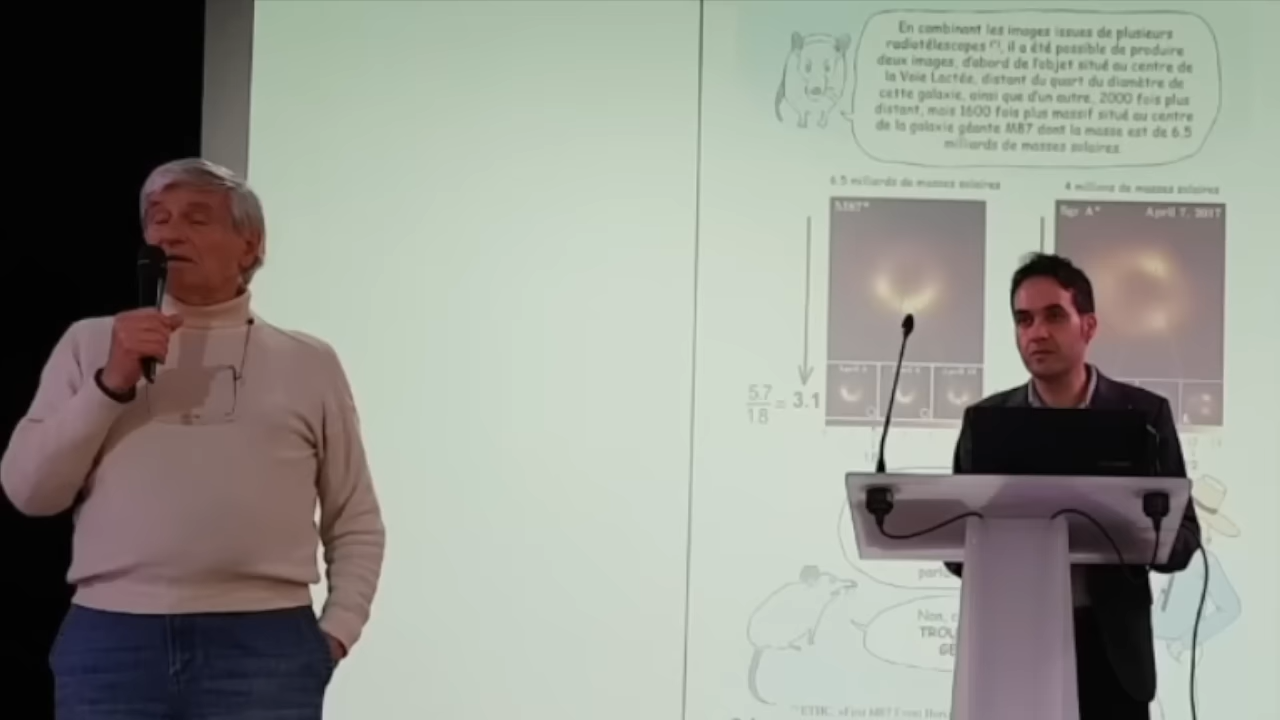 En combinant les images issues de plusieurs
radiotélescopes (*), il a été possible de produire
deux images, d'abord de l'objet situé au centre de
la Voie Lactée, distant du quart du diamètre de
cette galaxie, ainsi que d'un autre, 2000 fois plus
distant, mais 1600 fois plus massif situé au centre
de la galaxie géante M87 dont la masse est de 6.5
milliards de masses solaires.
6.5 milliards de masses solaires
4 millions de masses solaires
M87*
Sgr A* April 7, 2017
5.7
1.8
= 3.1
Non,
TROU